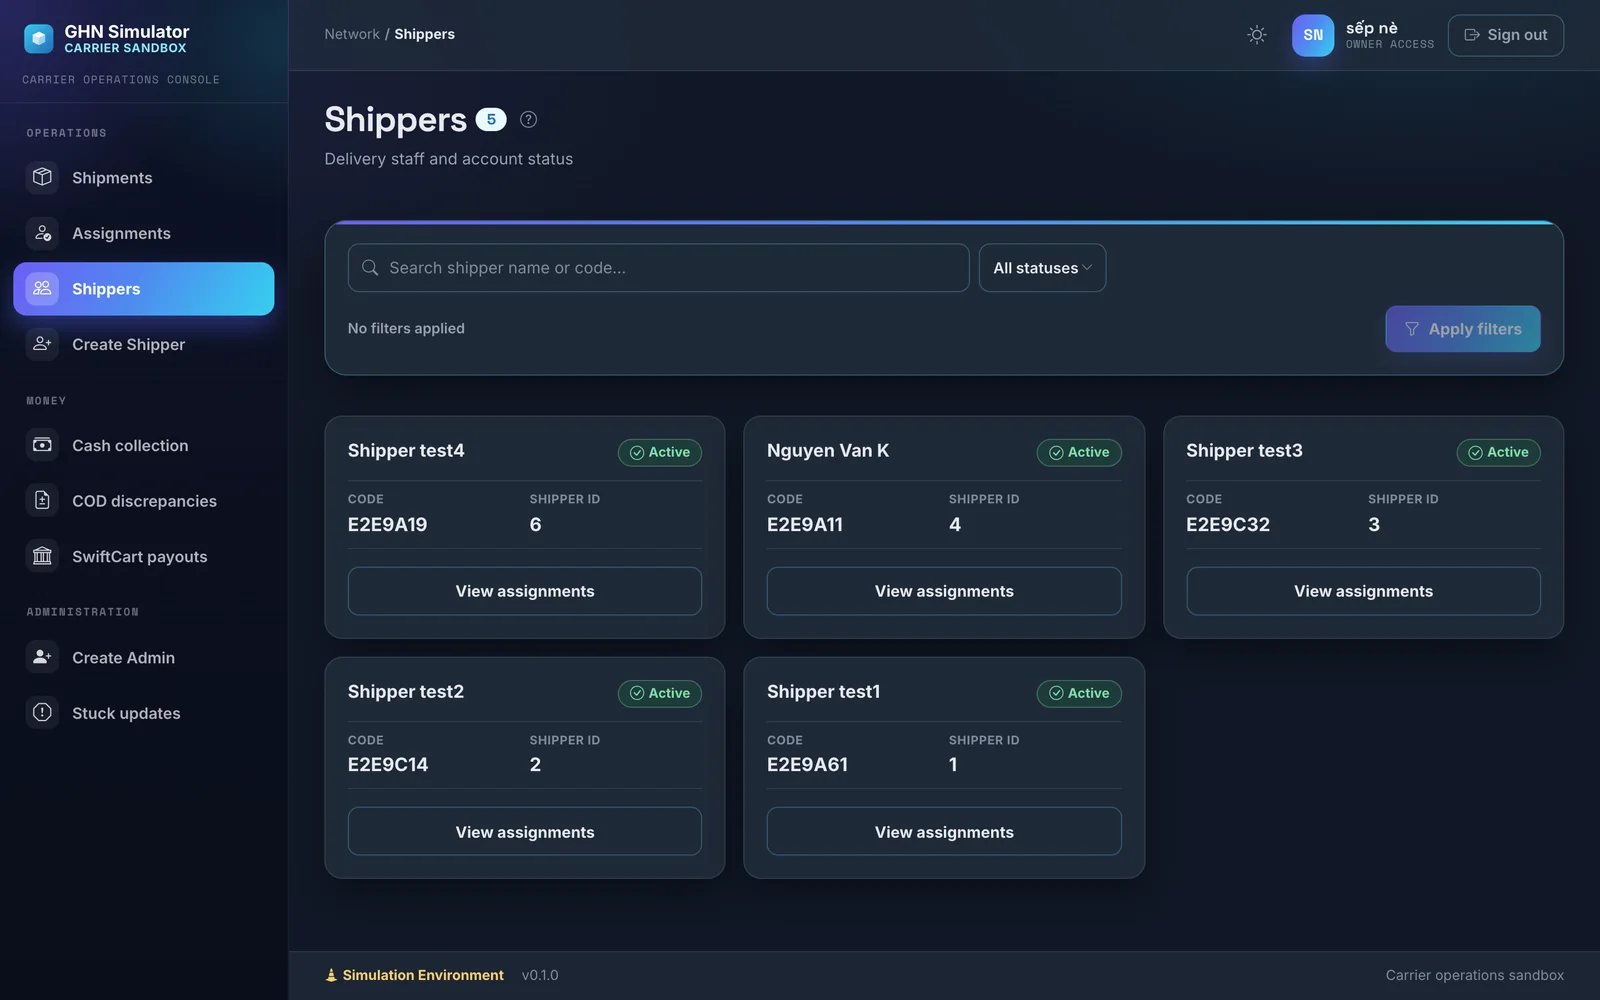 GHN Simulator
CARRIER SANDBOX
CARRIER OPERATIONS CONSOLE
OPERATIONS
Shipments
Assignments
Shippers
Create Shipper
MONEY
Cash collection
COD discrepancies
SwiftCart payouts
ADMINISTRATION
Create Admin
Stuck updates
Network / Shippers
SN
sếp nè
OWNER ACCESS
Sign out
Shippers 5 ?
Delivery staff and account status
Search shipper name or code...
All statuses
No filters applied
Apply filters
Shipper test4 Active
CODE SHIPPER ID
E2E9A19 6
View assignments
Nguyen Van K Active
CODE SHIPPER ID
E2E9A11 4
View assignments
Shipper test3 Active
CODE SHIPPER ID
E2E9C32 3
View assignments
Shipper test2 Active
CODE SHIPPER ID
E2E9C14 2
View assignments
Shipper test1 Active
CODE SHIPPER ID
E2E9A61 1
View assignments
Simulation Environment v0.1.0
Carrier operations sandbox